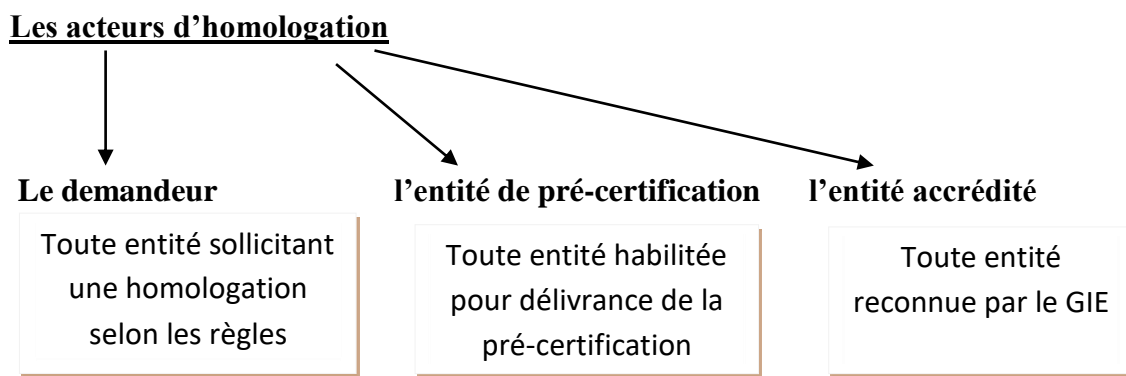 Les acteurs d’homologation
Le demandeur
l’entité de pré-certification
l’entité accrédité
Toute entité sollicitant
une homologation
selon les règles
Toute entité habilitée
pour délivrance de la
pré-certification
Toute entité
reconnue par le GIE